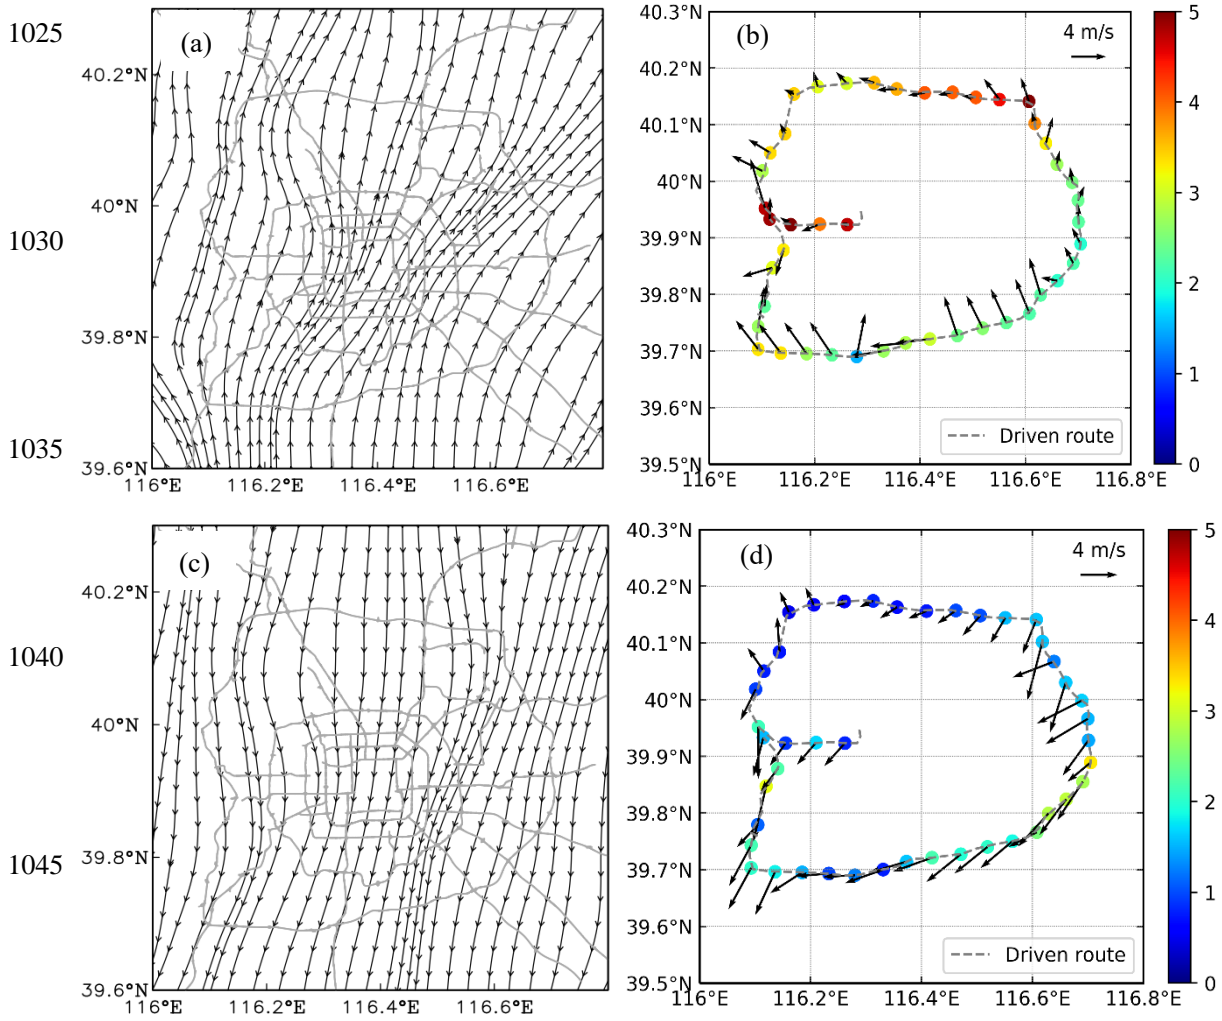 1025
(a)
40.2°N
40°N
39.8°N
39.6°N
116°E
116.2°E
116.4°E
116.6°E
1030
1035
(b)
4 m/s
40.3°N
40.2°N
40.1°N
40°N
39.9°N
39.8°N
39.7°N
39.6°N
39.5°N
Driven route
116°E
116.2°E
116.4°E
116.6°E
116.8°E
5
4
3
2
1
0
(c)
40.2°N
40°N
39.8°N
39.6°N
116°E
116.2°E
116.4°E
116.6°E
1040
1045
(d)
4 m/s
40.3°N
40.2°N
40.1°N
40°N
39.9°N
39.8°N
39.7°N
39.6°N
39.5°N
Driven route
116°E
116.2°E
116.4°E
116.6°E
116.8°E
5
4
3
2
1
0